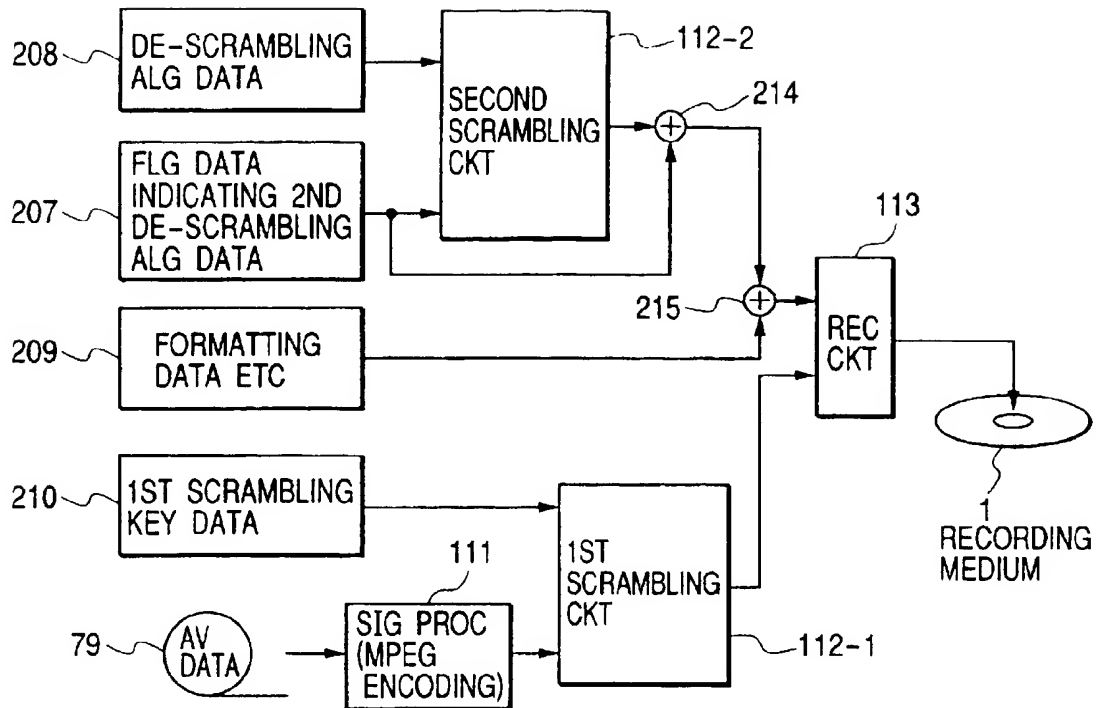 208
DE-SCRAMBLING
ALG DATA
112-2
SECOND
SCRAMBLING
CKT
214
207
FLG DATA
INDICATING 2ND
DE-SCRAMBLING
ALG DATA
113
215
REC
CKT
209
FORMATTING
DATA ETC
210
1ST SCRAMBLING
KEY DATA
1
RECORDING
MEDIUM
111
1ST
SCRAMBLING
CKT
79
AV
DATA
SIG PROC
(MPEG
ENCODING)
112-1